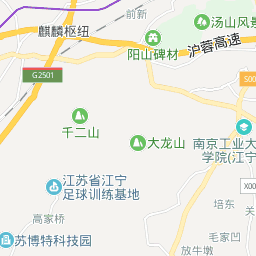 前新
汤山风景
麒麟枢纽
阳山碑材
沪蓉高速
G2501
S00
千二山
大龙山
南京工业大
学院(江宁
江苏省江宁
足球训练基地
培东
高家桥
毛家凹
苏博特科技园
放牛墩